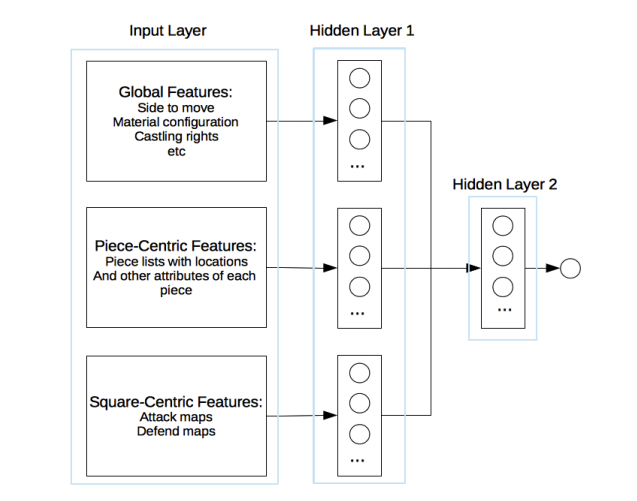 Input Layer
Hidden Layer 1
Global Features:
Side to move
Material configuration
Castling rights
etc
...
Hidden Layer 2
Piece-Centric Features:
Piece lists with locations
And other attributes of each
piece
...
...
Square-Centric Features:
Attack maps
Defend maps
...